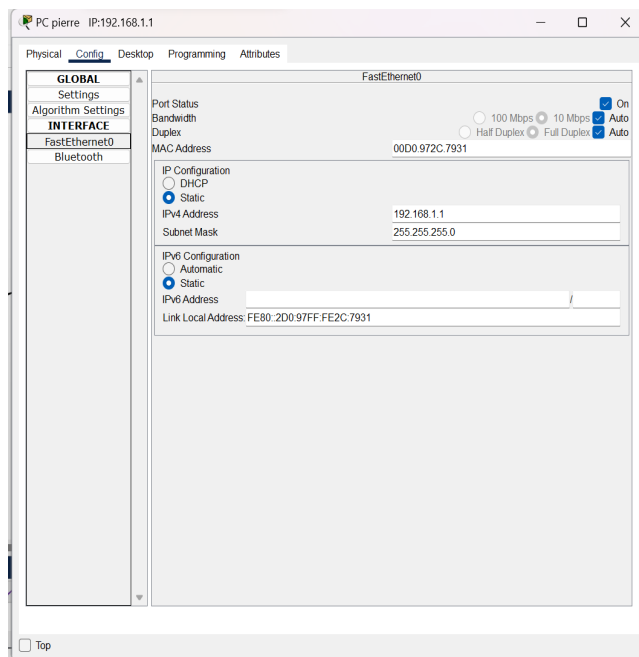 PC pierre IP:192.168.1.1
Physical Config Desktop Programming Attributes
GLOBAL
Settings
Algorithm Settings
INTERFACE
FastEthernet0
Bluetooth
FastEthernet0
Port Status On
Bandwidth 100 Mbps 10 Mbps Auto
Duplex Half Duplex Full Duplex Auto
MAC Address 00D0.972C.7931
IP Configuration
DHCP
Static
IPv4 Address 192.168.1.1
Subnet Mask 255.255.255.0
IPv6 Configuration
Automatic
Static
IPv6 Address /
Link Local Address: FE80::2D0:97FF:FE2C:7931
Top